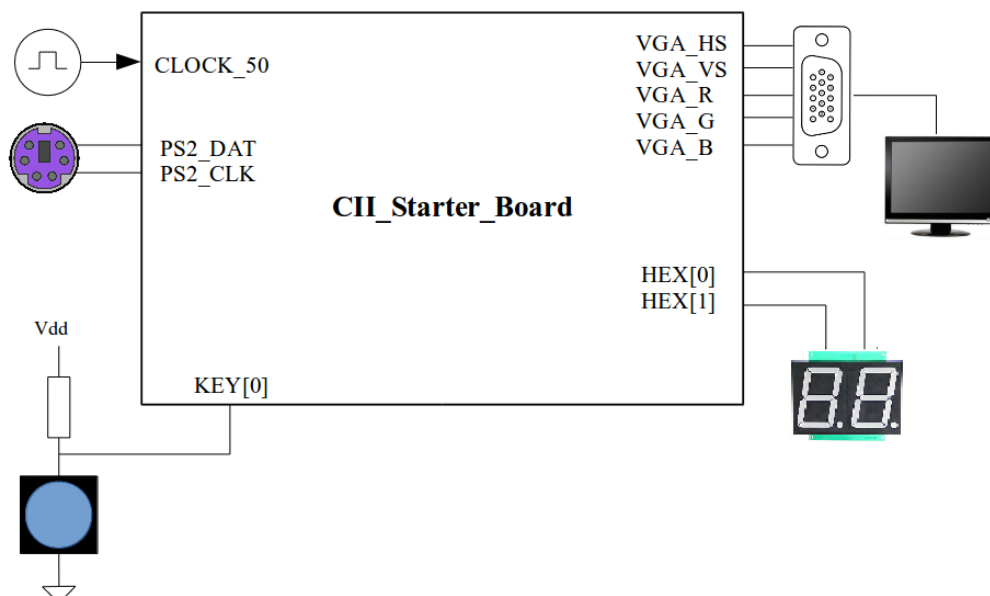 CLOCK_50
PS2_DAT
PS2_CLK
CII_Starter_Board
VGA_HS
VGA_VS
VGA_R
VGA_G
VGA_B
HEX[0]
HEX[1]
Vdd
KEY[0]